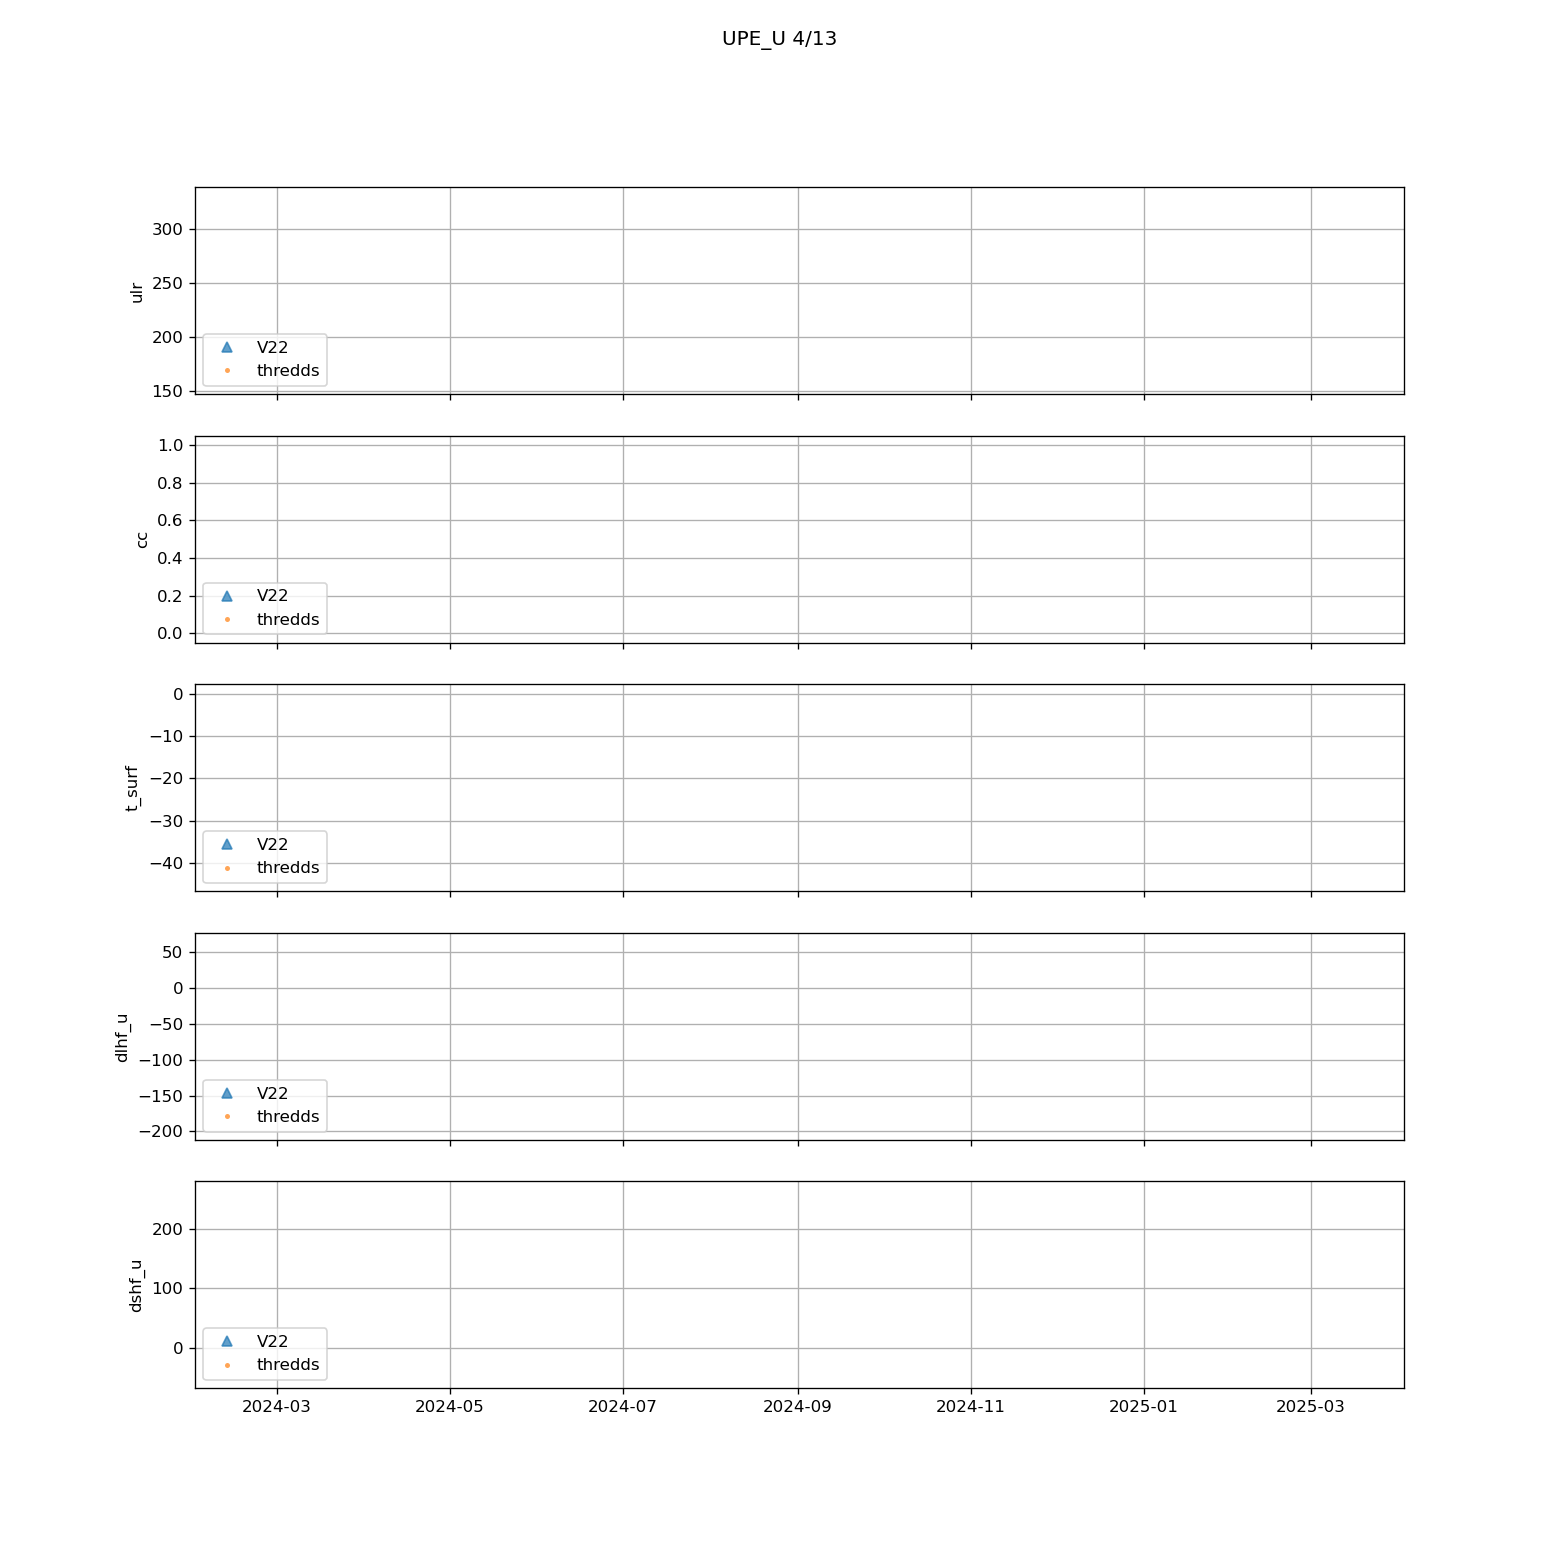 UPE_U 4/13
300
250
200
150
ulr
V22
thredds
1.0
0.8
0.6
0.4
0.2
0.0
cc
V22
thredds
0
−10
−20
−30
−40
t_surf
V22
thredds
50
0
−50
−100
−150
−200
dlhf_u
V22
thredds
200
100
0
dshf_u
V22
thredds
2024-03 2024-05 2024-07 2024-09 2024-11 2025-01 2025-03